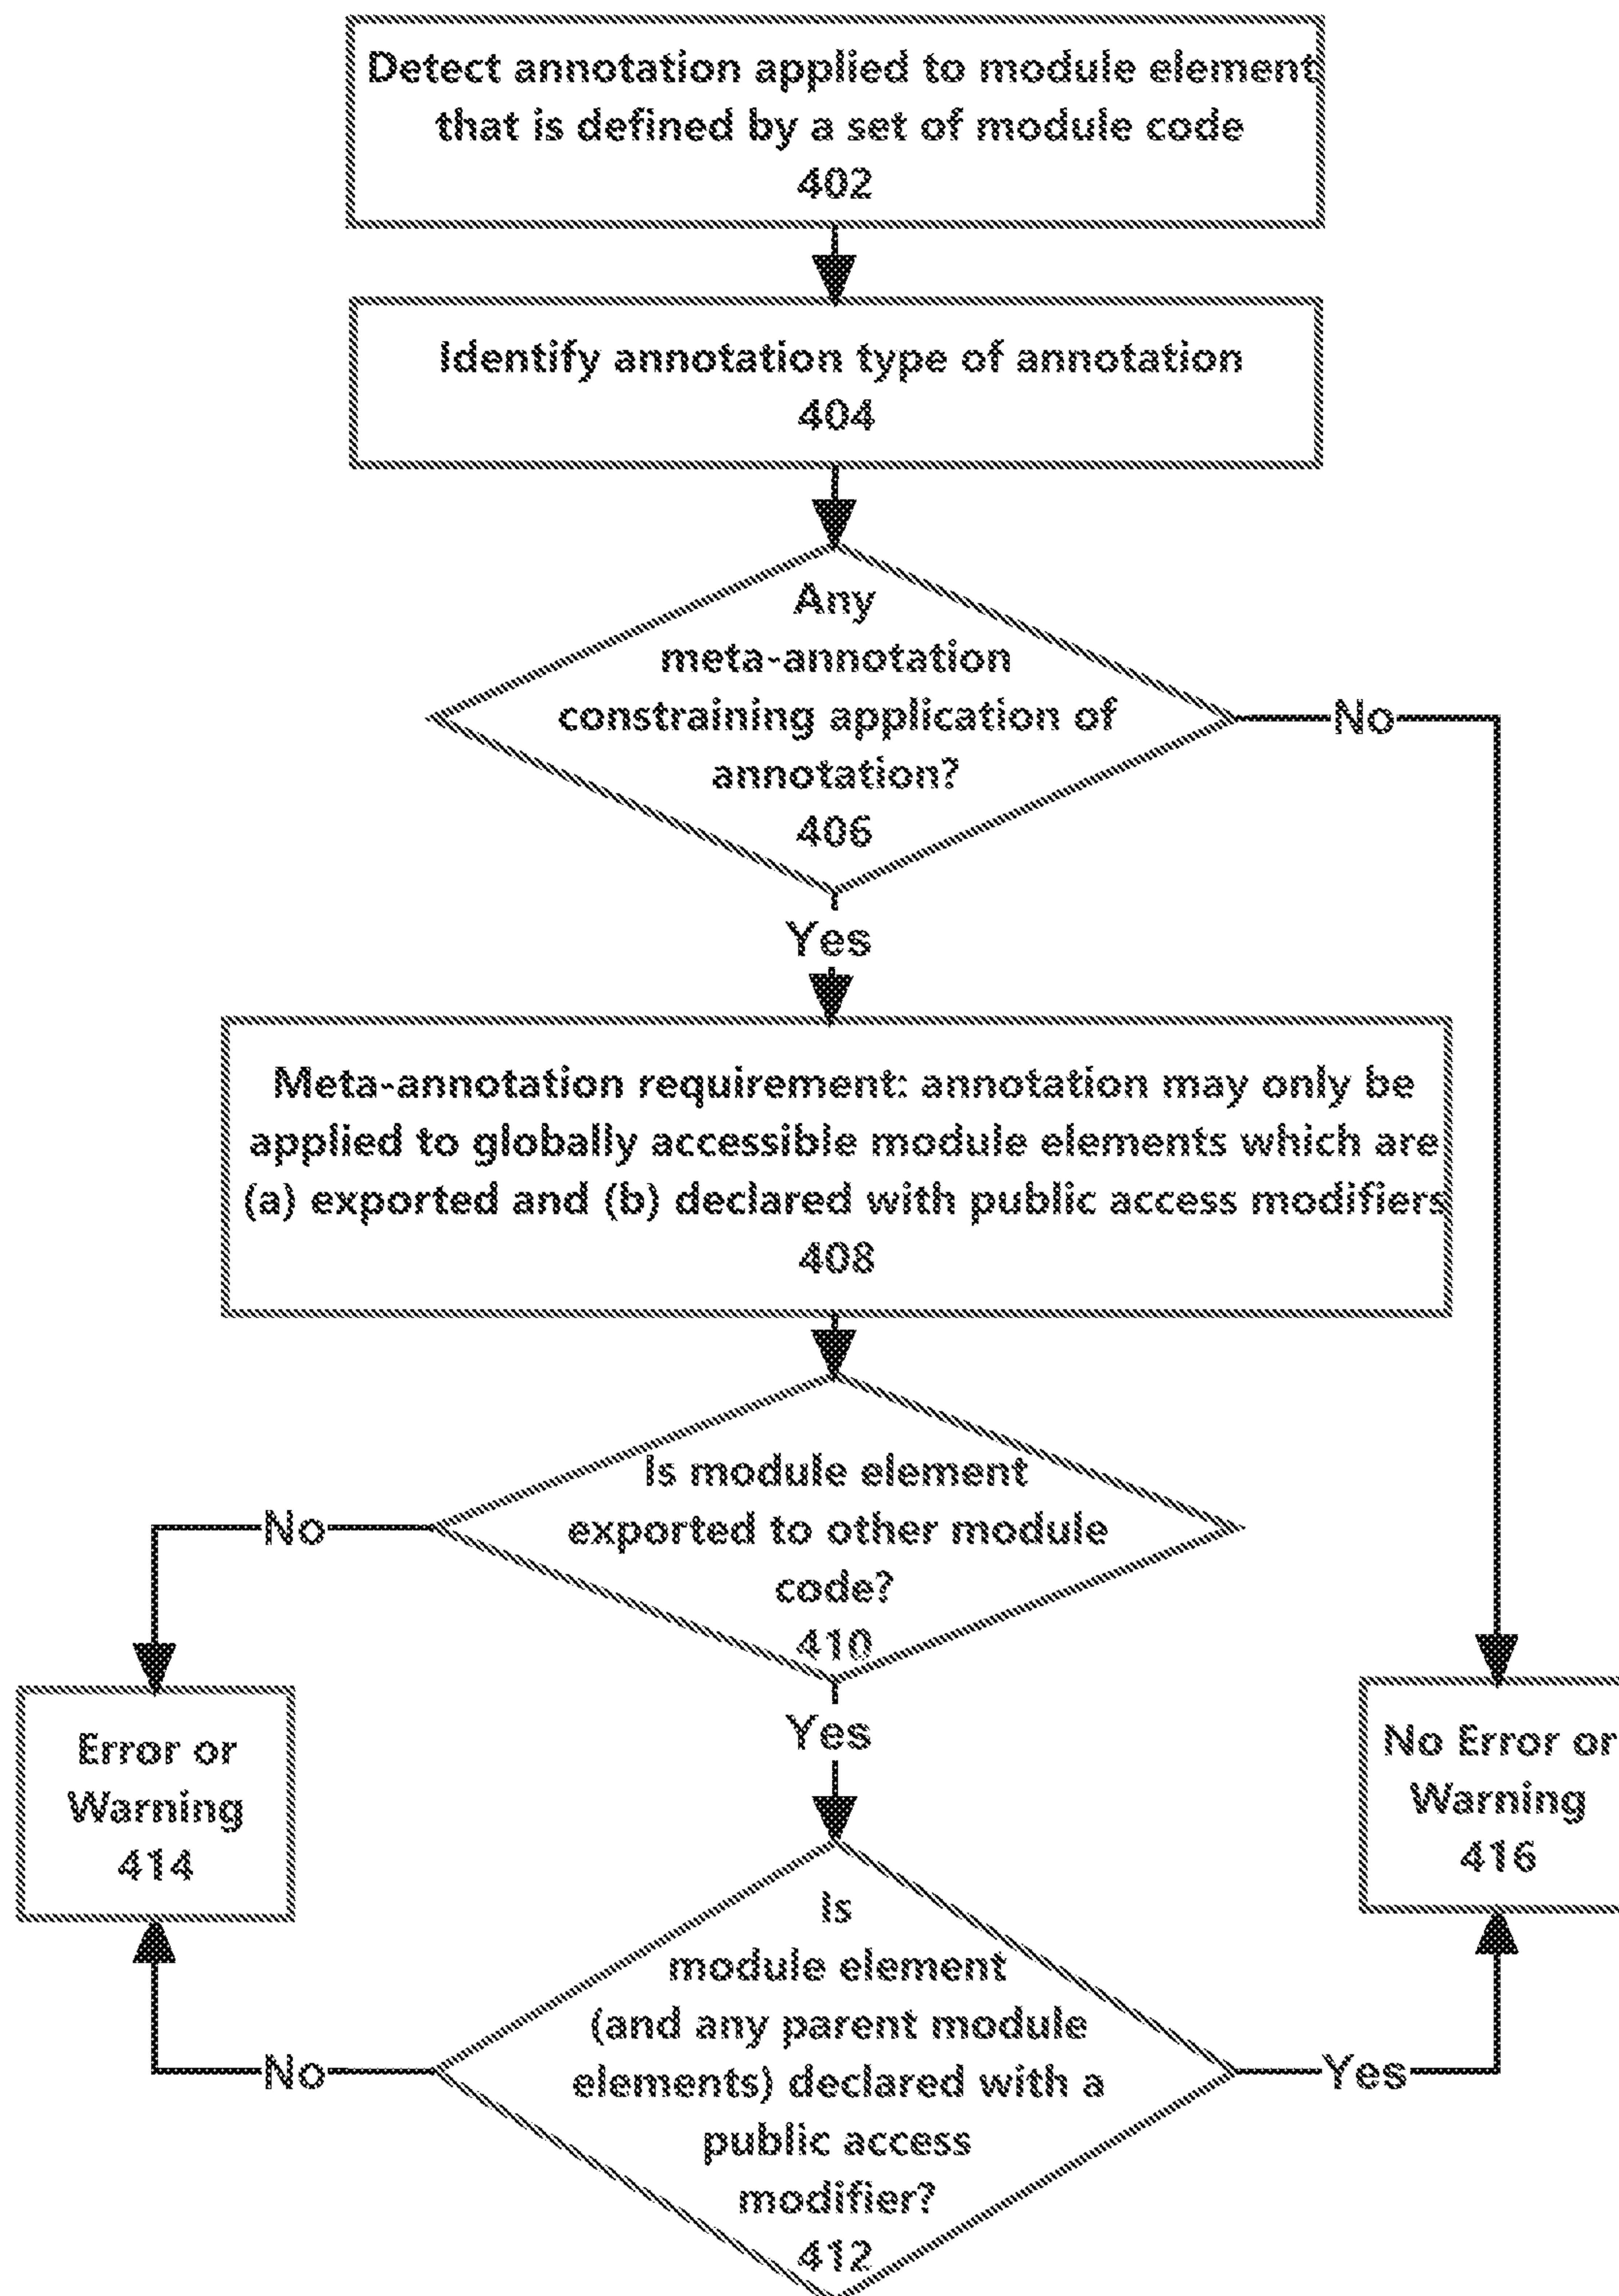 Detect annotation applied to module element
that is defined by a set of module code
402
Identify annotation type of annotation
404
Any
meta-annotation
constraining application of
annotation?
406
No
Yes
Meta-annotation requirement: annotation may only be
applied to globally accessible module elements which are
(a) exported and (b) declared with public access modifiers
408
Is module element
exported to other module
code?
410
No
Yes
Error or
Warning
414
No Error or
Warning
416
Is
module element
(and any parent module
elements) declared with a
public access
modifier?
412
No
Yes